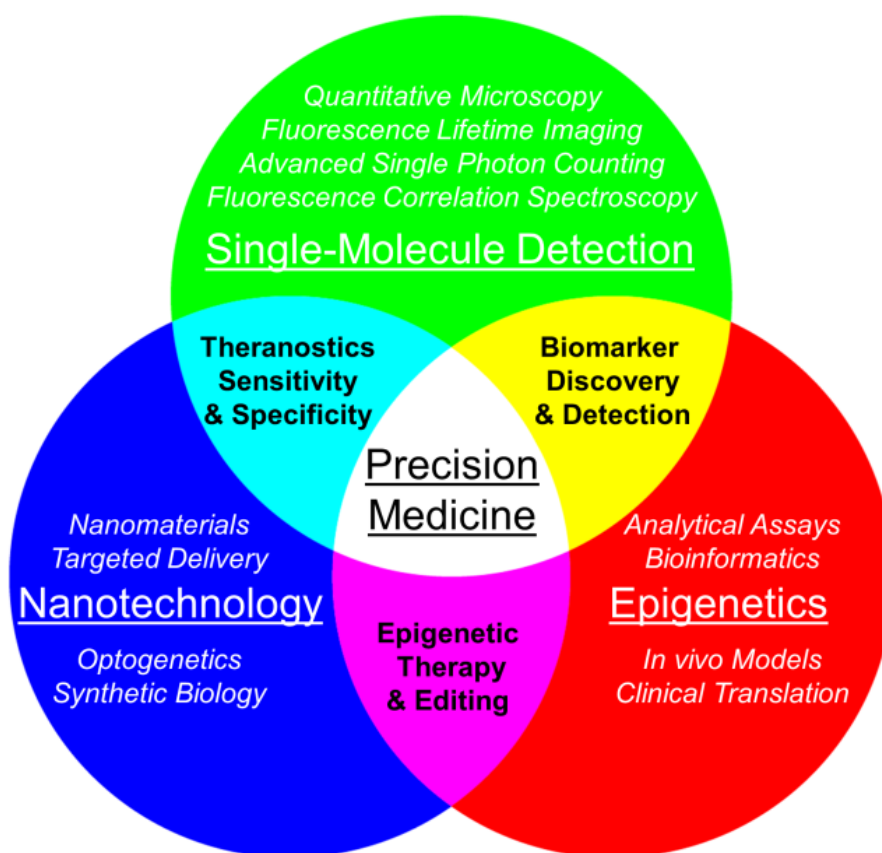 Quantitative Microscopy
Fluorescence Lifetime Imaging
Advanced Single Photon Counting
Fluorescence Correlation Spectroscopy
Single-Molecule Detection
Theranostics
Sensitivity
& Specificity
Biomarker
Discovery
& Detection
Precision
Medicine
Nanomaterials
Targeted Delivery
Nanotechnology
Optogenetics
Synthetic Biology
Epigenetic
Therapy
& Editing
Analytical Assays
Bioinformatics
Epigenetics
In vivo Models
Clinical Translation